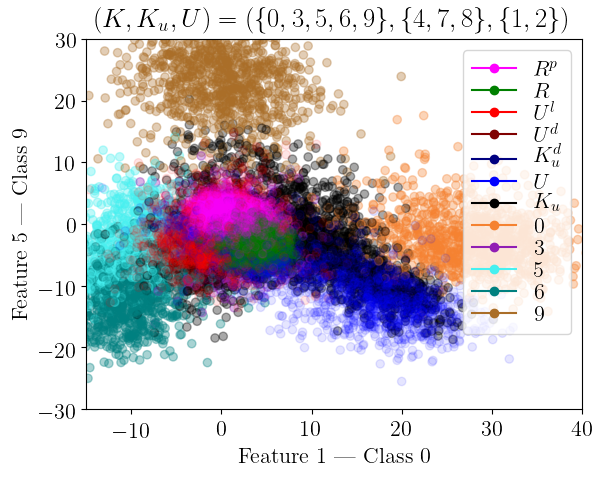 (K, K_u, U) = ({0, 3, 5, 6, 9}, {4, 7, 8}, {1, 2})
30
20
10
0
−10
−20
−30
Feature 5 — Class 9
R^p
R
U^l
U^d
K_u^d
U
K_u
0
3
5
6
9
−10
0
10
20
30
40
Feature 1 — Class 0